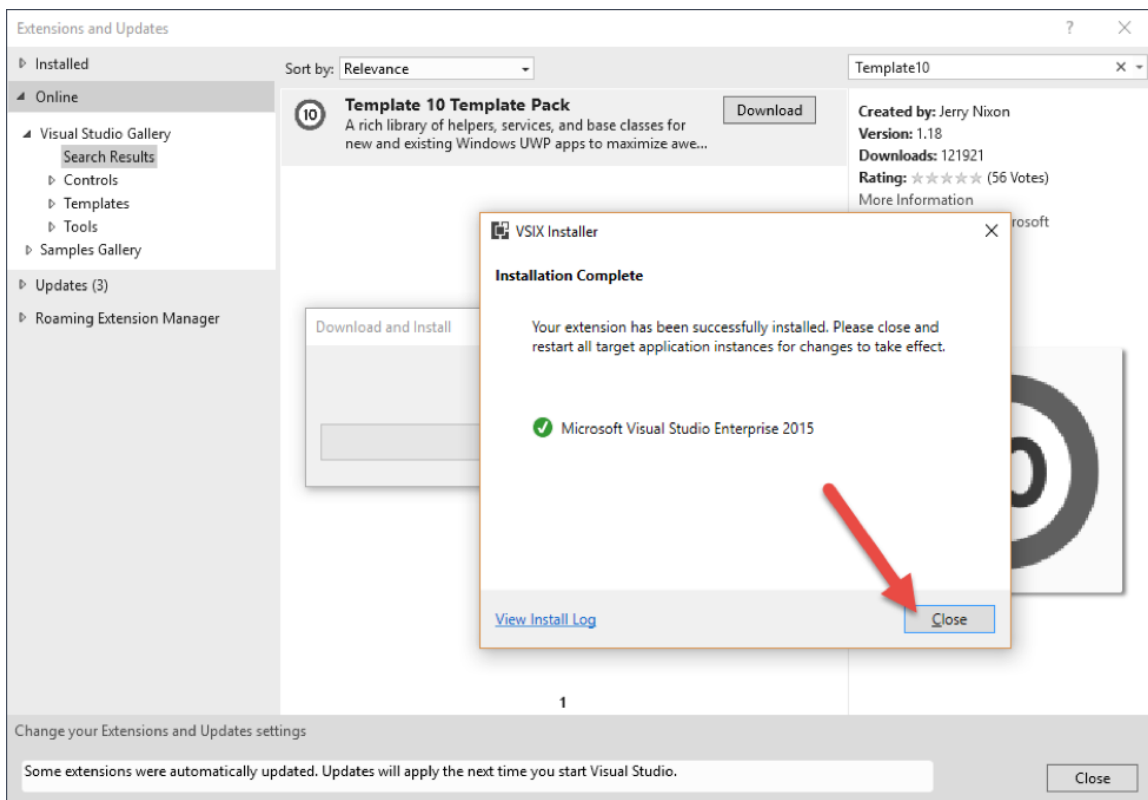 Extensions and Updates
Installed
Sort by: Relevance
Template10
Online
Visual Studio Gallery
Search Results
Controls
Templates
Tools
Samples Gallery
Updates (3)
Roaming Extension Manager
10
Template 10 Template Pack
Download
A rich library of helpers, services, and base classes for
new and existing Windows UWP apps to maximize awe...
Created by: Jerry Nixon
Version: 1.18
Downloads: 121921
Rating: (56 Votes)
More Information
rosoft
Download and Install
VSIX Installer
Installation Complete
Your extension has been successfully installed. Please close and
restart all target application instances for changes to take effect.
Microsoft Visual Studio Enterprise 2015
View Install Log
Close
1
Change your Extensions and Updates settings
Some extensions were automatically updated. Updates will apply the next time you start Visual Studio.
Close